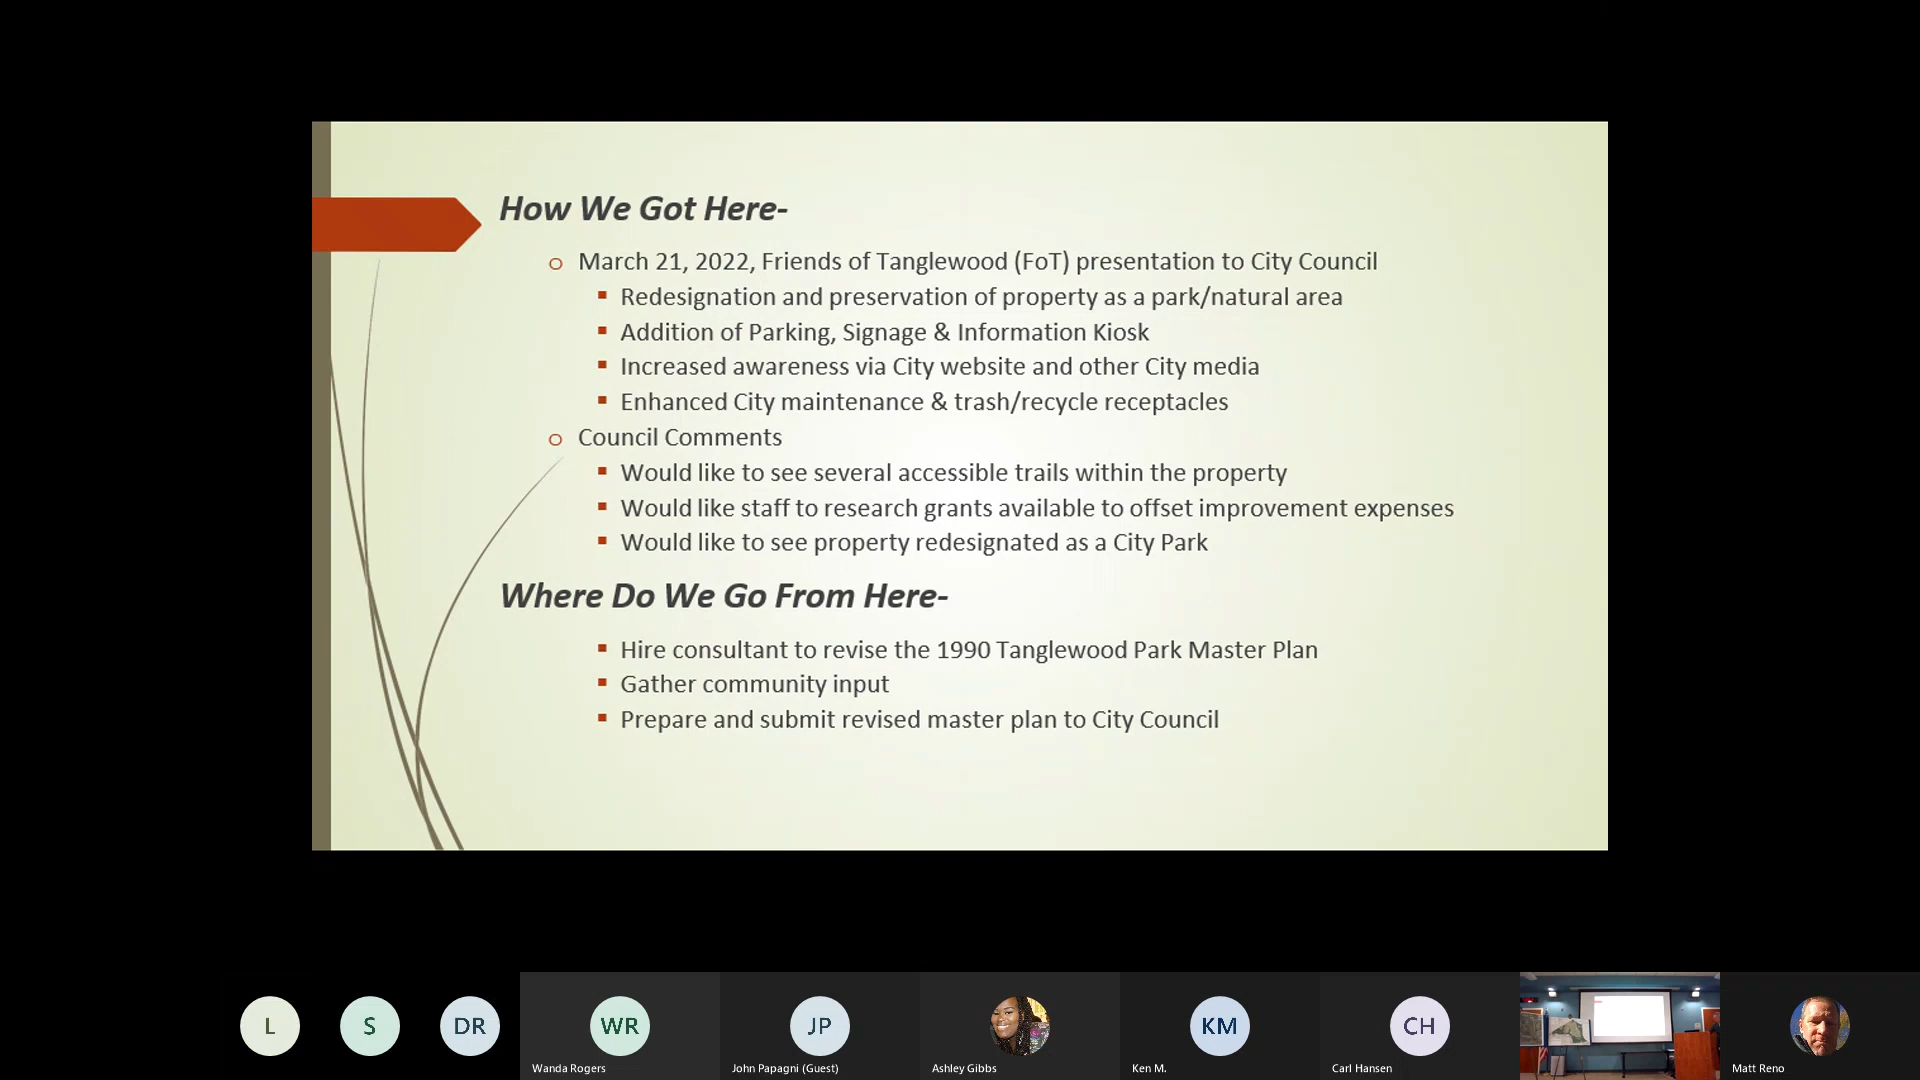 How We Got Here-
o March 21, 2022, Friends of Tanglewood (FoT) presentation to City Council
▪ Redesignation and preservation of property as a park/natural area
▪ Addition of Parking, Signage & Information Kiosk
▪ Increased awareness via City website and other City media
▪ Enhanced City maintenance & trash/recycle receptacles
o Council Comments
▪ Would like to see several accessible trails within the property
▪ Would like staff to research grants available to offset improvement expenses
▪ Would like to see property redesignated as a City Park
Where Do We Go From Here-
▪ Hire consultant to revise the 1990 Tanglewood Park Master Plan
▪ Gather community input
▪ Prepare and submit revised master plan to City Council
L
S
DR
WR
JP
KM
CH
Wanda Rogers
John Papagni (Guest)
Ashley Gibbs
Ken M.
Carl Hansen
Matt Reno